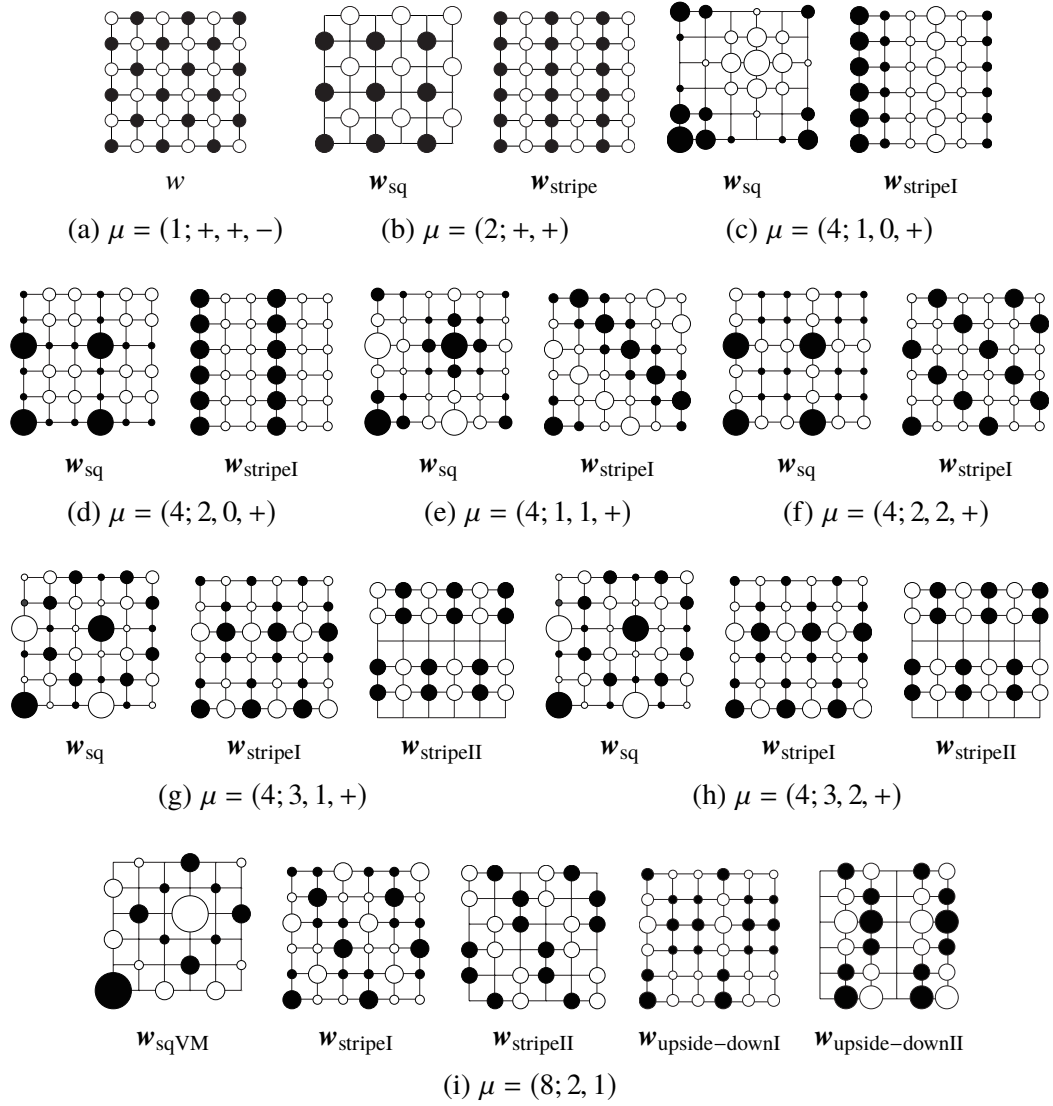 w w_sq w_stripe w_sq w_stripeI
(a) μ = (1; +, +, −) (b) μ = (2; +, +) (c) μ = (4; 1, 0, +)
w_sq w_stripeI w_sq w_stripeI w_sq w_stripeI
(d) μ = (4; 2, 0, +) (e) μ = (4; 1, 1, +) (f) μ = (4; 2, 2, +)
w_sq w_stripeI w_stripeII w_sq w_stripeI w_stripeII
(g) μ = (4; 3, 1, +) (h) μ = (4; 3, 2, +)
w_sqVM w_stripeI w_stripeII w_upside−downI w_upside−downII
(i) μ = (8; 2, 1)